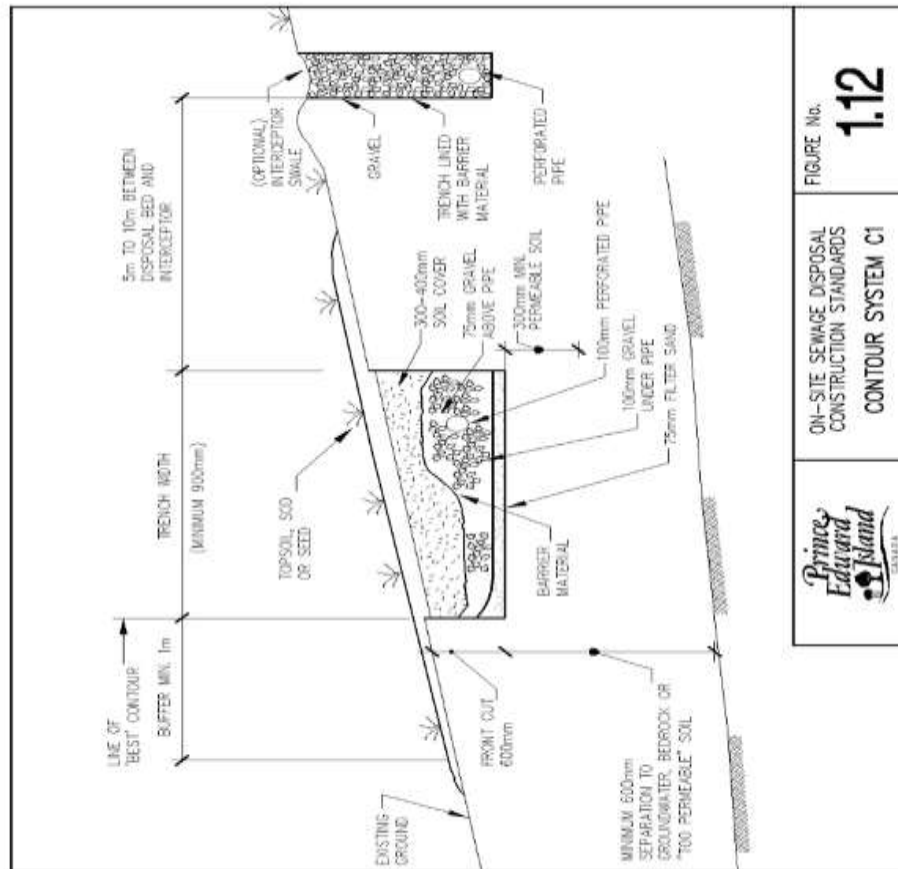 LINE OF
"BEST" CONTOUR
BUFFER MIN. 1m
TRENCH WIDTH
(MINIMUM 900mm)
5m TO 10m BETWEEN
DISPOSAL BED AND
INTERCEPTOR
TOPSOIL, SOD
OR SEED
(OPTIONAL)
INTERCEPTOR
SWALE
GRAVEL
TRENCH LINED
WITH BARRIER
MATERIAL
PERFORATED
PIPE
300-400mm
SOIL COVER
75mm GRAVEL
ABOVE PIPE
300mm MIN.
PERMEABLE SOIL
100mm PERFORATED PIPE
100mm GRAVEL
UNDER PIPE
75mm FILTER SAND
BARRIER
MATERIAL
EXISTING
GROUND
FRONT CUT
600mm
MINIMUM 600mm
SEPARATION TO
GROUNDWATER, BEDROCK OR
"TOO PERMEABLE" SOIL
Prince
Edward
Island
CANADA
ON-SITE SEWAGE DISPOSAL
CONSTRUCTION STANDARDS
CONTOUR SYSTEM C1
FIGURE No.
1.12